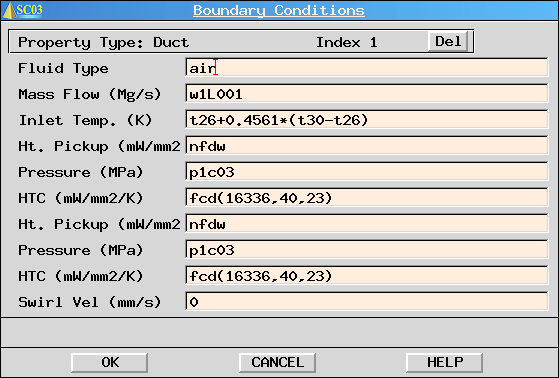 SC03 Boundary Conditions
Property Type: Duct Index 1 Del
Fluid Type air
Mass Flow (Mg/s) w1L001
Inlet Temp. (K) t26+0.4561*(t30-t26)
Ht. Pickup (mW/mm2 nfdw
Pressure (MPa) p1c03
HTC (mW/mm2/K) fcd(16336,40,23)
Ht. Pickup (mW/mm2 nfdw
Pressure (MPa) p1c03
HTC (mW/mm2/K) fcd(16336,40,23)
Swirl Vel (mm/s) 0
OK CANCEL HELP